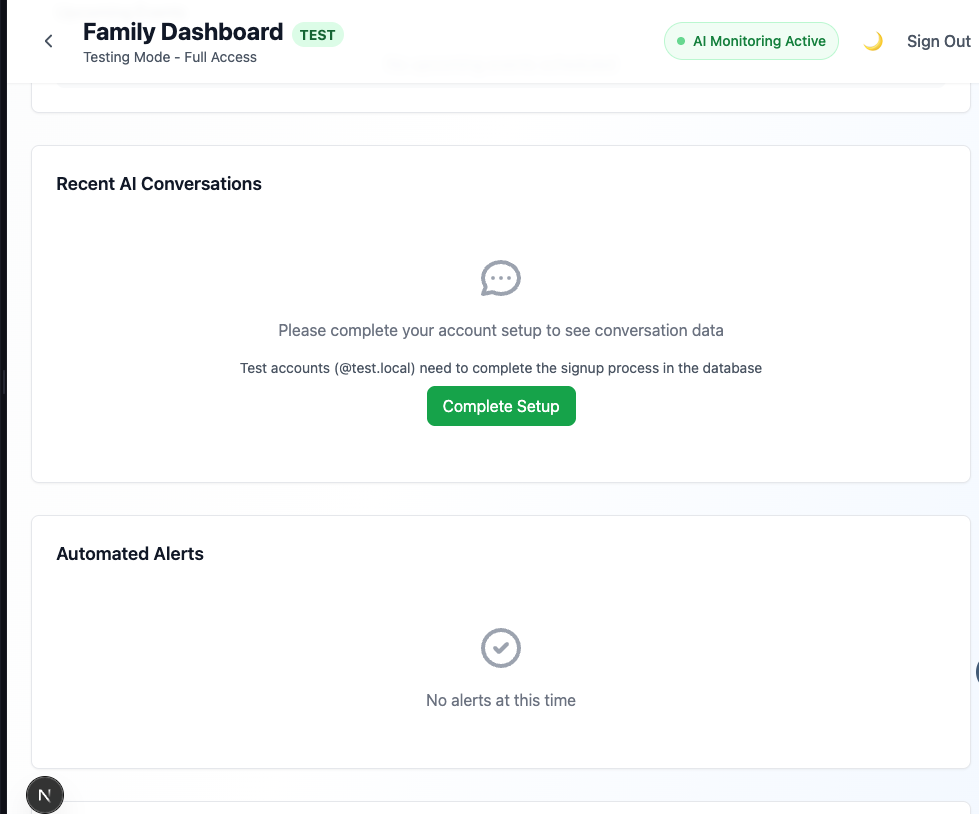 Family Dashboard TEST
Testing Mode - Full Access
AI Monitoring Active
Sign Out
Recent AI Conversations
Please complete your account setup to see conversation data
Test accounts (@test.local) need to complete the signup process in the database
Complete Setup
Automated Alerts
No alerts at this time
N